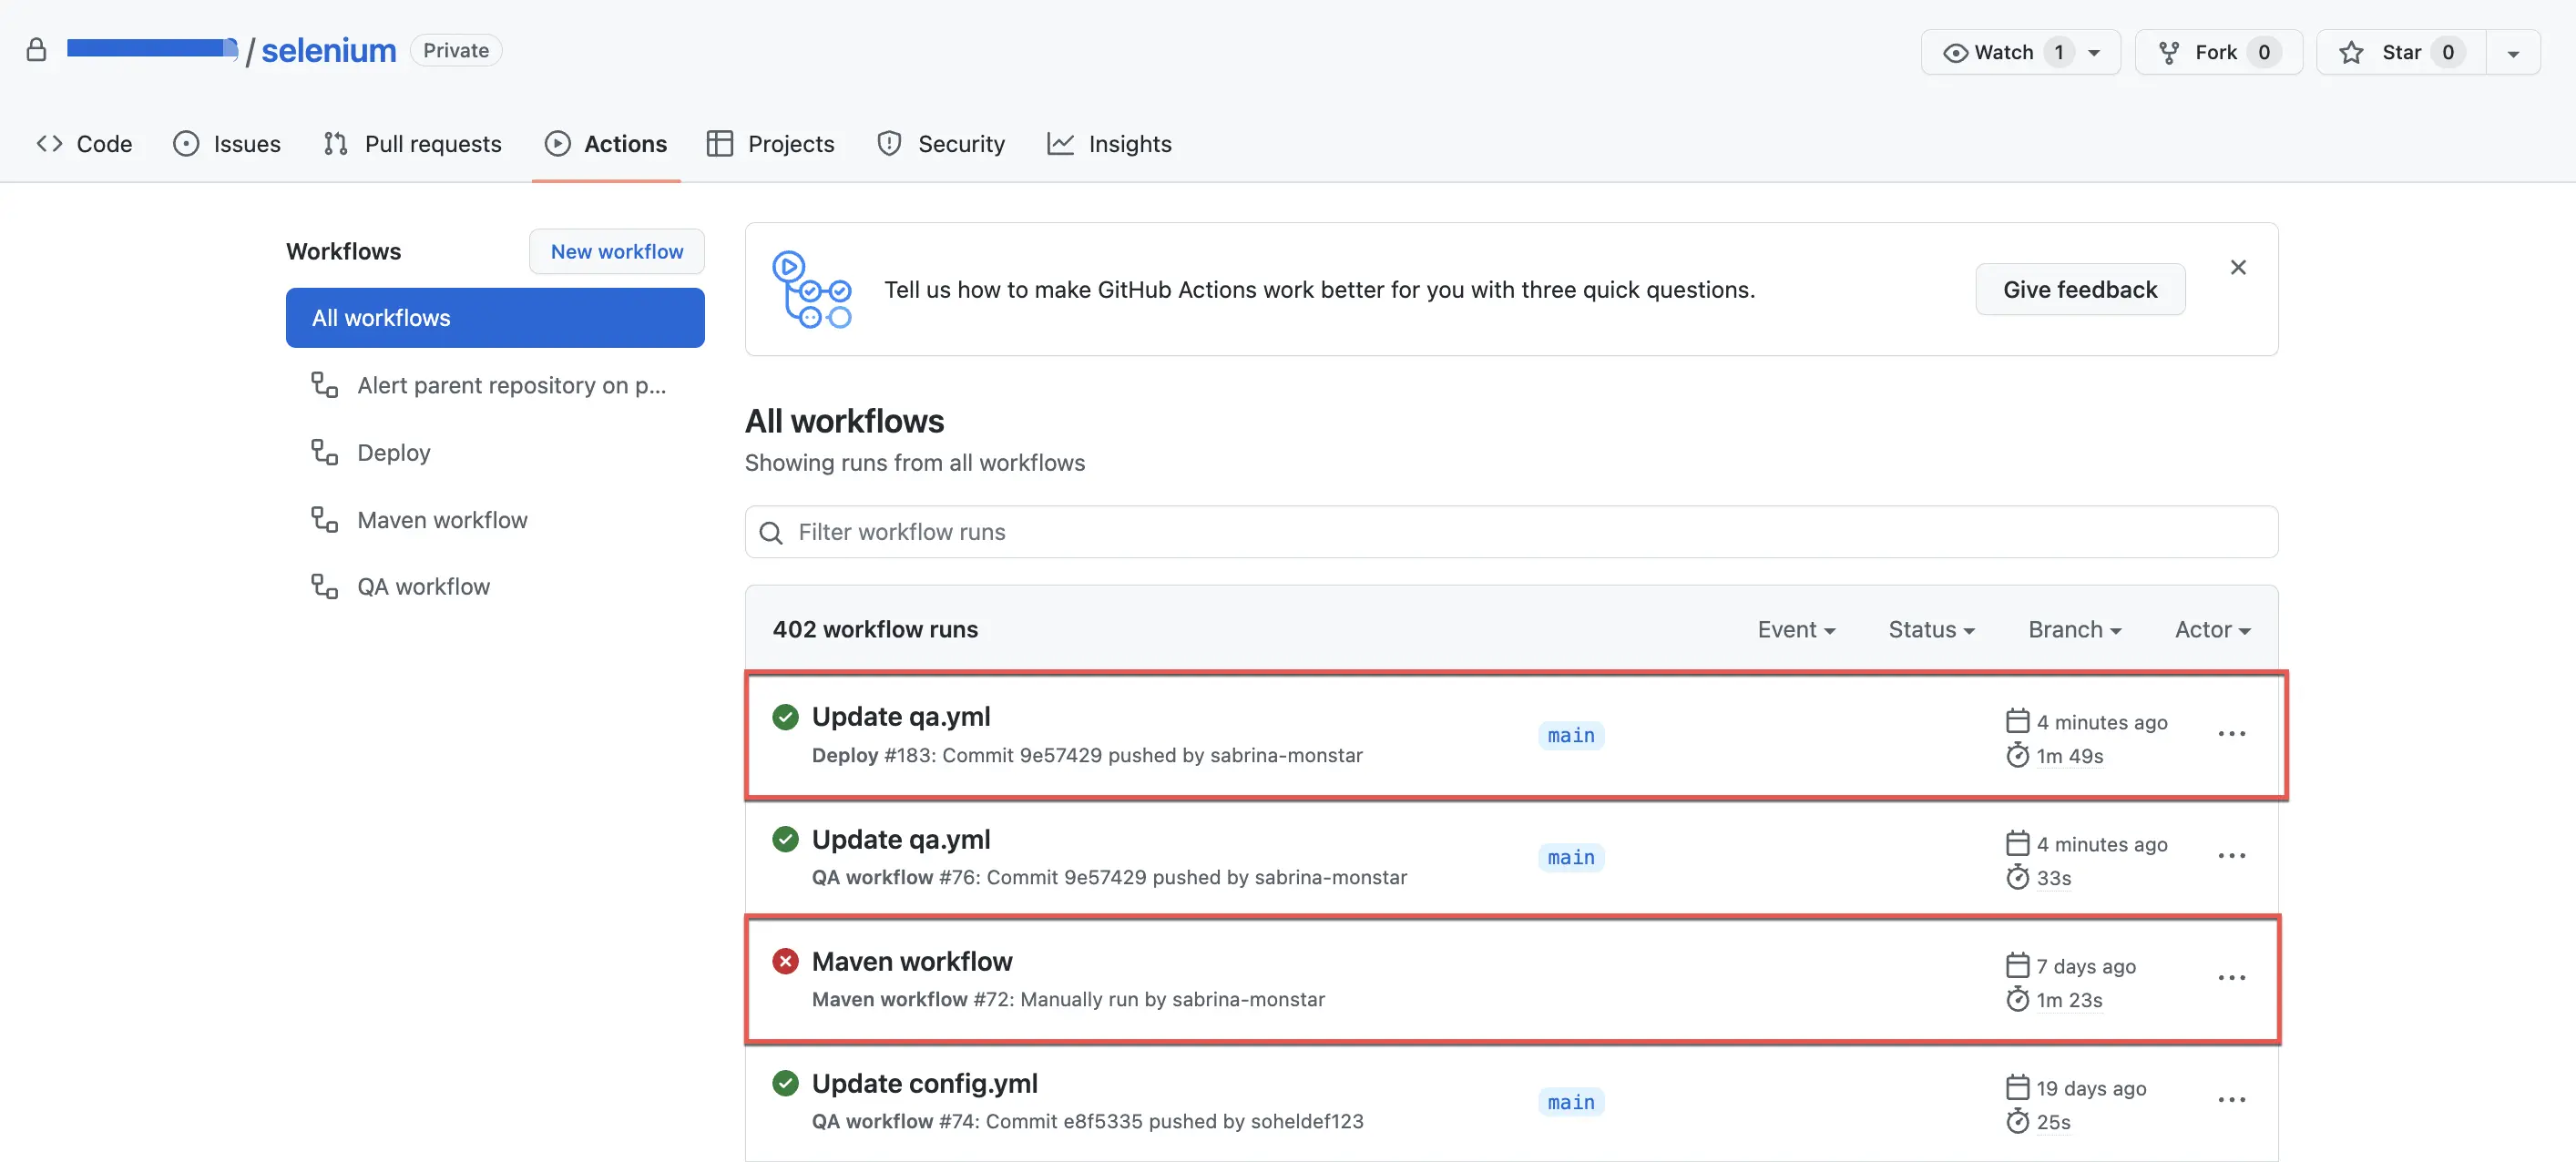 / selenium Private
Watch 1 Fork 0 Star 0
Code Issues Pull requests Actions Projects Security Insights
Workflows
New workflow
All workflows
Alert parent repository on p...
Deploy
Maven workflow
QA workflow
Tell us how to make GitHub Actions work better for you with three quick questions.
Give feedback
All workflows
Showing runs from all workflows
Filter workflow runs
402 workflow runs
Event Status Branch Actor
Update qa.yml
Deploy #183: Commit 9e57429 pushed by sabrina-monstar
main
4 minutes ago
1m 49s
Update qa.yml
QA workflow #76: Commit 9e57429 pushed by sabrina-monstar
main
4 minutes ago
33s
Maven workflow
Maven workflow #72: Manually run by sabrina-monstar
7 days ago
1m 23s
Update config.yml
QA workflow #74: Commit e8f5335 pushed by soheldef123
main
19 days ago
25s